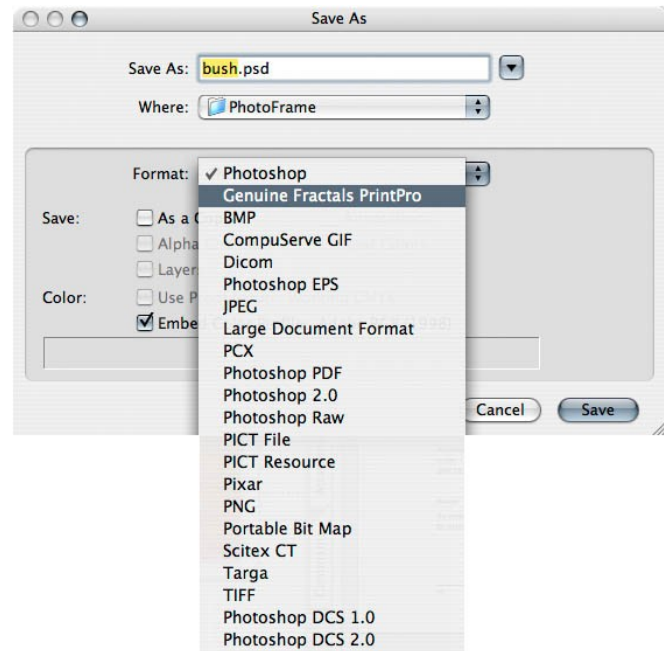 Save As
Save As: bush.psd
Where: PhotoFrame
Format: ✓ Photoshop
Genuine Fractals PrintPro
Save: As a
BMP
CompuServe GIF
Alpha
Dicom
Layer
Photoshop EPS
Color: Use P
JPEG
Embe
Large Document Format
PCX
Photoshop PDF
Photoshop 2.0
Photoshop Raw
Cancel Save
PICT File
PICT Resource
Pixar
PNG
Portable Bit Map
Scitex CT
Targa
TIFF
Photoshop DCS 1.0
Photoshop DCS 2.0